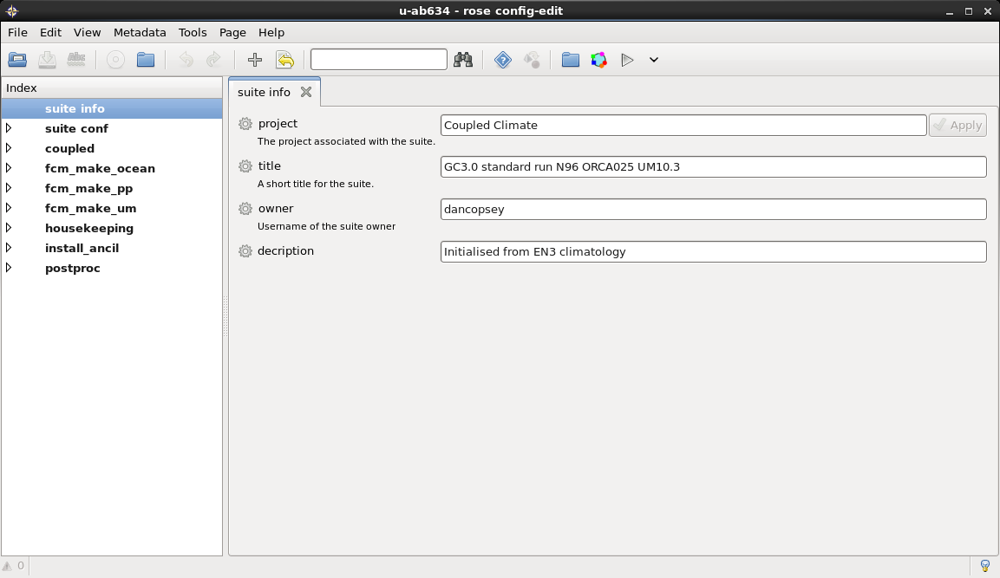 u-ab634 - rose config-edit
File Edit View Metadata Tools Page Help
Abc
Index
suite info
suite conf
coupled
fcm_make_ocean
fcm_make_pp
fcm_make_um
housekeeping
install_ancil
postproc
suite info
project
Coupled Climate
Apply
The project associated with the suite.
title
GC3.0 standard run N96 ORCA025 UM10.3
A short title for the suite.
owner
dancopsey
Username of the suite owner
decription
Initialised from EN3 climatology
0